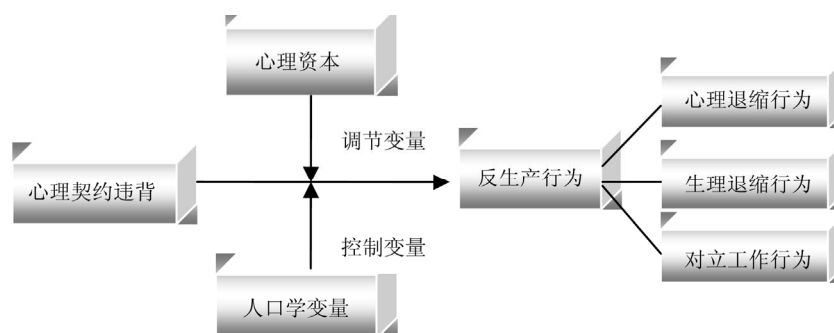 心理资本
调节变量
心理契约违背
反生产行为
心理退缩行为
生理退缩行为
对立工作行为
控制变量
人口学变量